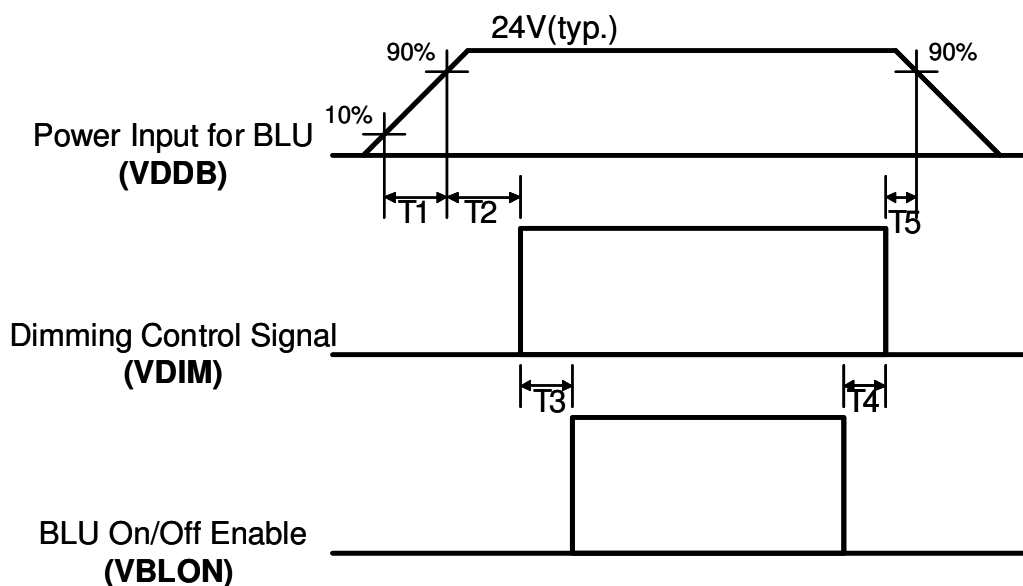 24V(typ.)
90%
90%
10%
Power Input for BLU
(VDDB)
T1
T2
T5
Dimming Control Signal
(VDIM)
T3
T4
BLU On/Off Enable
(VBLON)